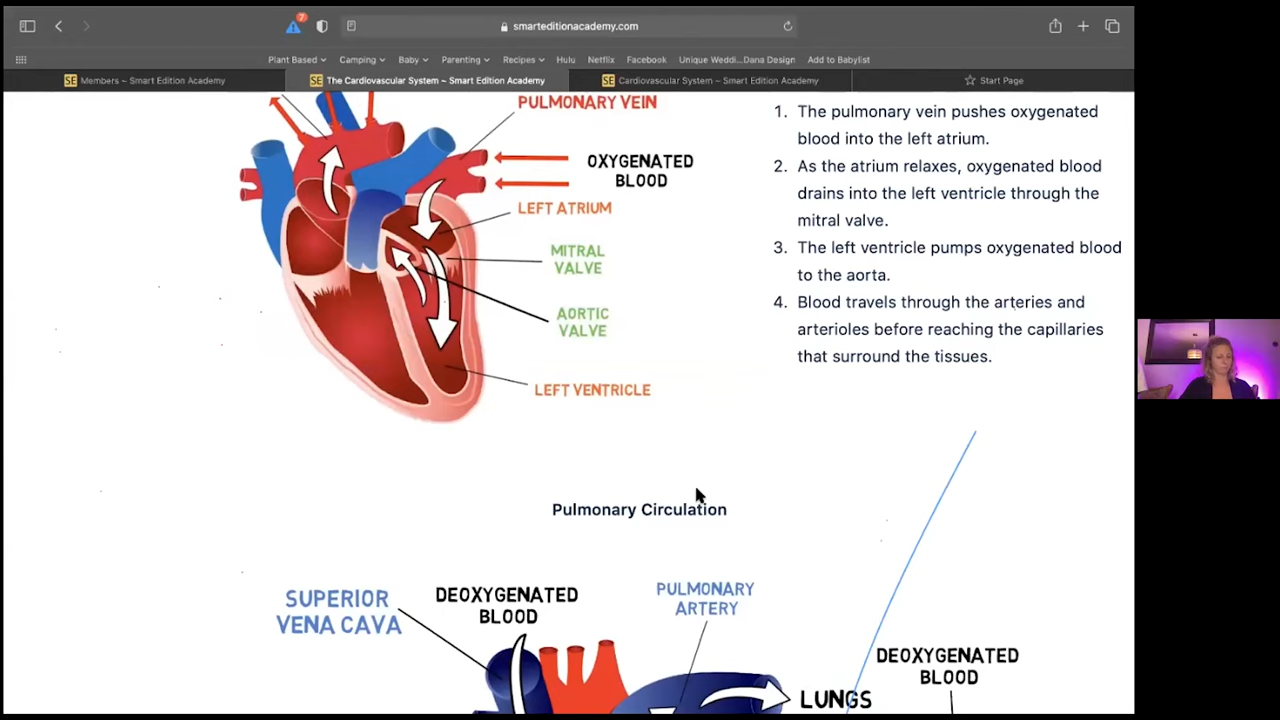 7
smarteditionacademy.com
Plant Based
Camping
Baby
Parenting
Recipes
Hulu
Netflix
Facebook
Unique Weddi...Dana Design
Add to Babylist
SE Members ~ Smart Edition Academy
SE The Cardiovascular System ~ Smart Edition Academy
SE Cardiovascular System ~ Smart Edition Academy
Start Page
PULMONARY VEIN
OXYGENATED
BLOOD
LEFT ATRIUM
MITRAL
VALVE
AORTIC
VALVE
LEFT VENTRICLE
1. The pulmonary vein pushes oxygenated
blood into the left atrium.
2. As the atrium relaxes, oxygenated blood
drains into the left ventricle through the
mitral valve.
3. The left ventricle pumps oxygenated blood
to the aorta.
4. Blood travels through the arteries and
arterioles before reaching the capillaries
that surround the tissues.
Pulmonary Circulation
SUPERIOR
VENA CAVA
DEOXYGENATED
BLOOD
PULMONARY
ARTERY
LUNGS
DEOXYGENATED
BLOOD